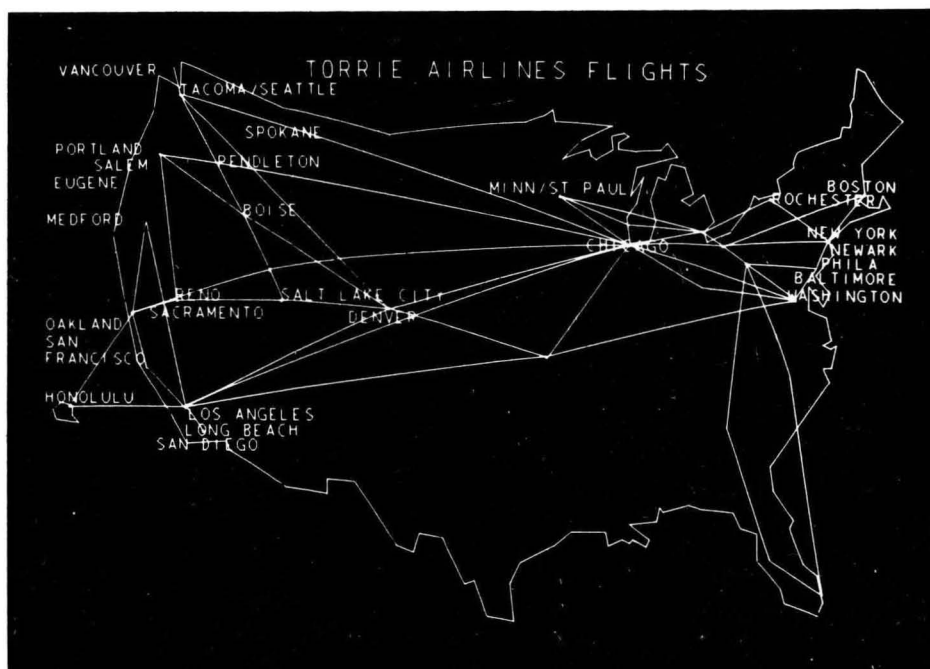 TORRIE AIRLINES FLIGHTS
VANCOUVER
TACOMA/SEATTLE
SPOKANE
PORTLAND
SALEM
PENDLETON
EUGENE
MINN/ST PAUL
BOSTON
ROCHESTER
BOISE
MEDFORD
NEW YORK
CHICAGO
NEWARK
PHILA
BALTIMORE
RENO
SALT LAKE CITY
WASHINGTON
SACRAMENTO
DENVER
OAKLAND
SAN
FRANCISCO
HONOLULU
LOS ANGELES
LONG BEACH
SAN DIEGO